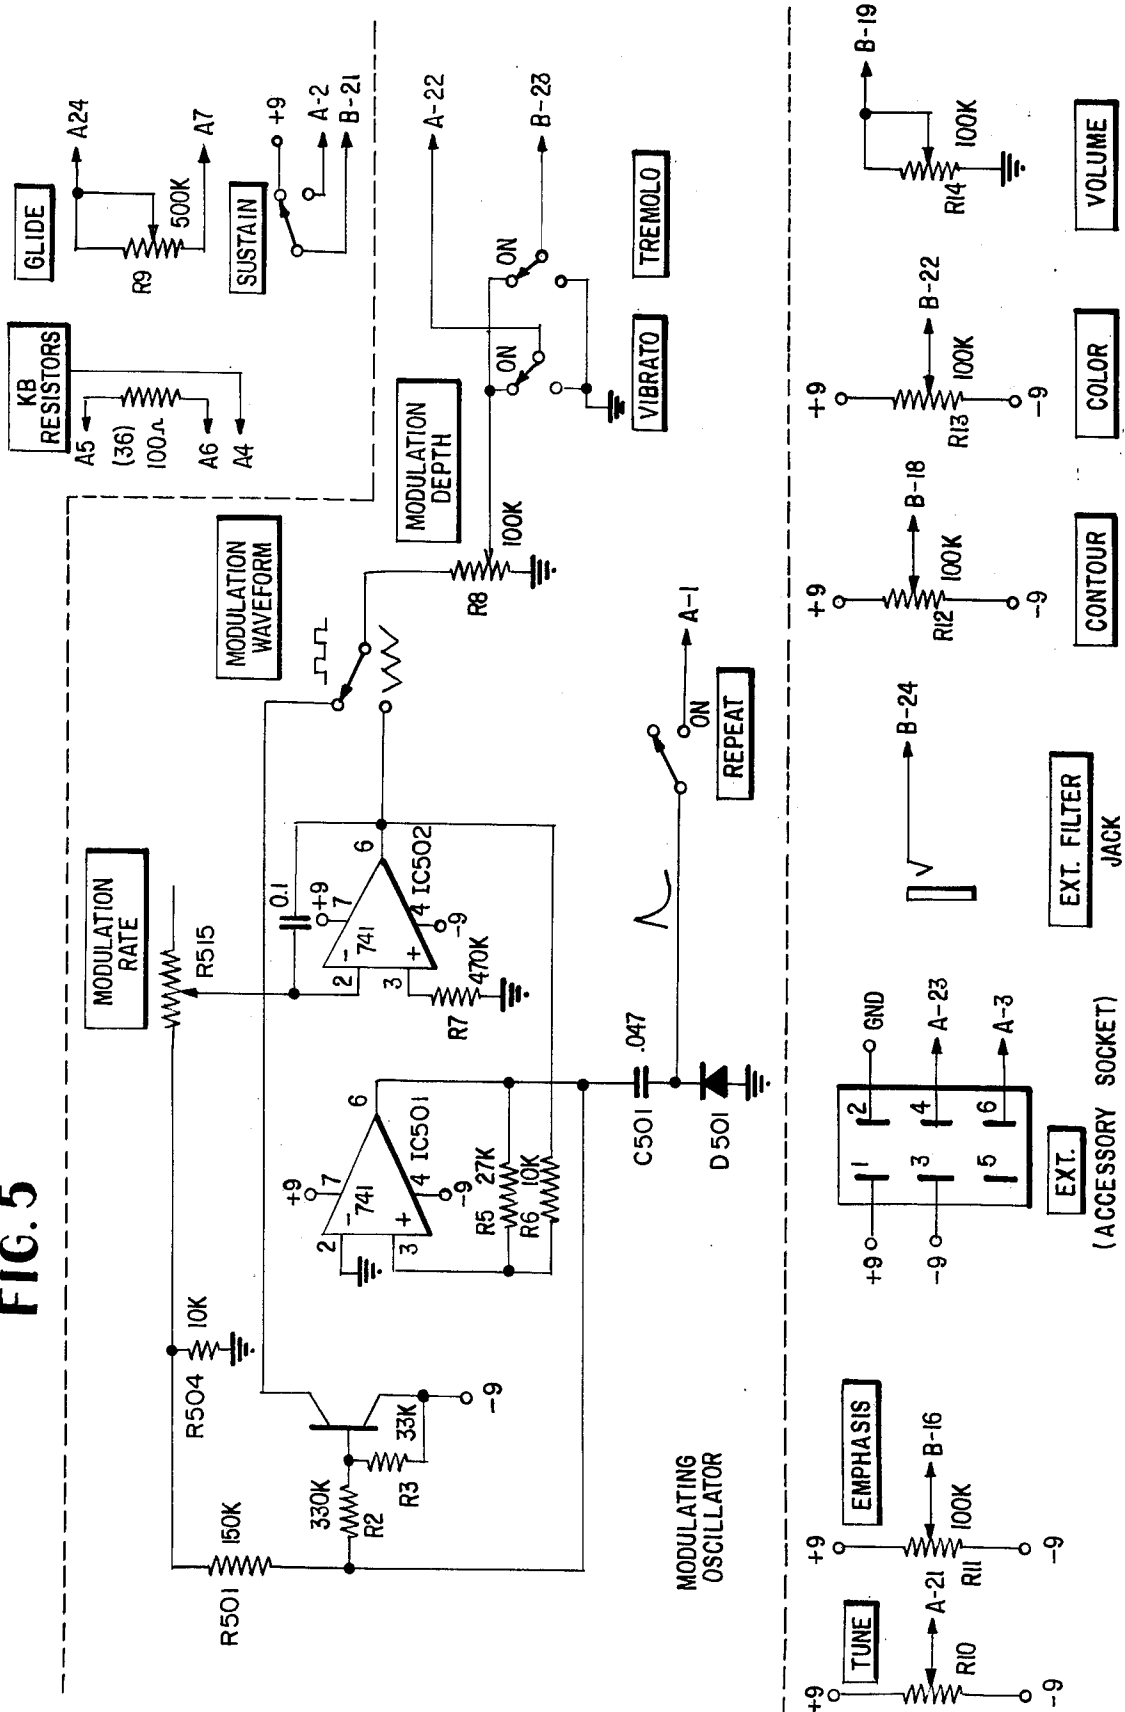 FIG. 5
GLIDE
A24
R9
500K
A7
KB
RESISTORS
A5
(36)
100Ω
A6
A4
SUSTAIN
+9
A-2
B-21
MODULATION
RATE
R515
R501
150K
R504
10K
330K
R2
R3
33K
-9
+9
2
3
-
+
741
7
4
6
-9
IC501
R5
27K
R6
10K
0.1
+9
2
3
-
+
741
7
4
6
-9
IC502
R7
470K
MODULATION
WAVEFORM
MODULATION
DEPTH
R8
100K
ON
ON
A-22
B-23
VIBRATO
TREMOLO
C501
.047
D501
REPEAT
ON
A-1
MODULATING
OSCILLATOR
TUNE
+9
A-21
R10
-9
EMPHASIS
+9
B-16
R11
100K
-9
+9
-9
1
2
3
4
5
6
GND
A-23
A-3
EXT.
(ACCESSORY SOCKET)
B-24
EXT. FILTER
JACK
+9
B-18
R12
100K
-9
CONTOUR
+9
B-22
R13
100K
-9
COLOR
B-19
R14
100K
VOLUME